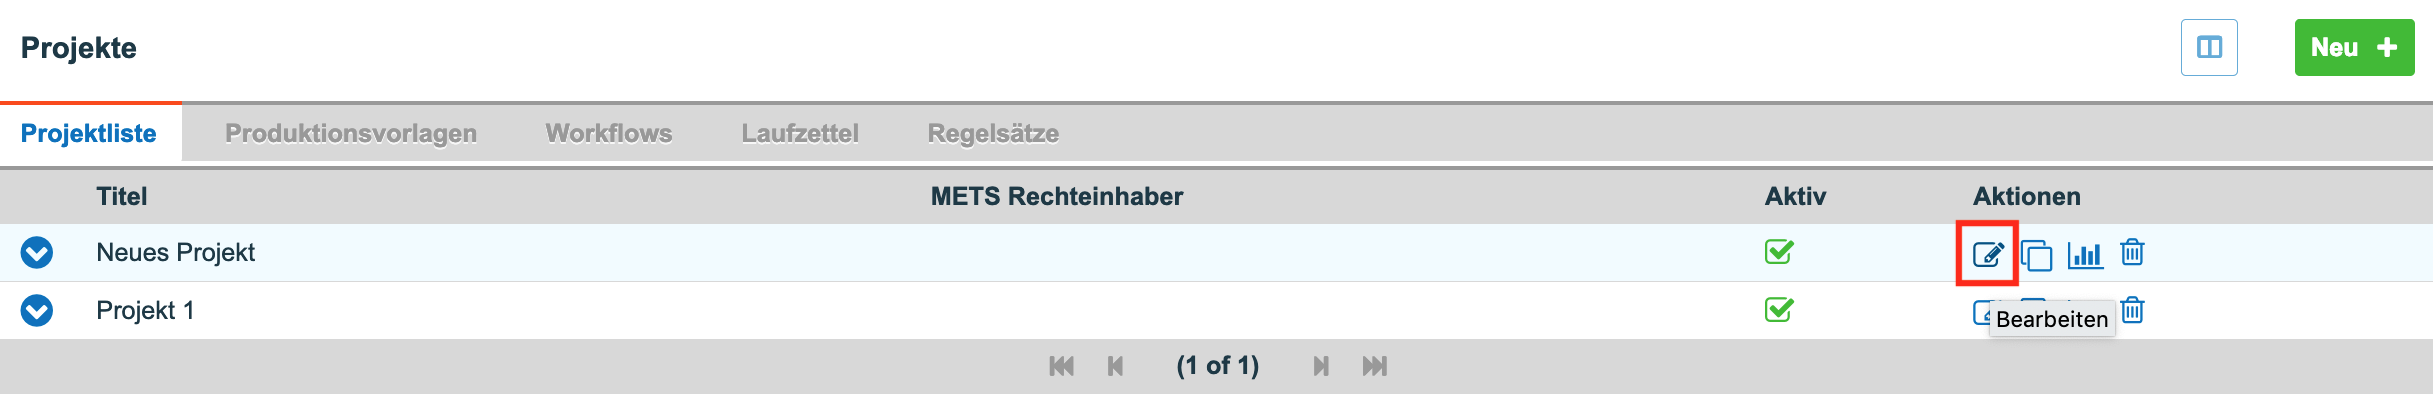 Projekte
Neu
Projektliste Produktionsvorlagen Workflows Laufzettel Regelsätze
Titel METS Rechteinhaber Aktiv Aktionen
Neues Projekt
Projekt 1
Bearbeiten
(1 of 1)